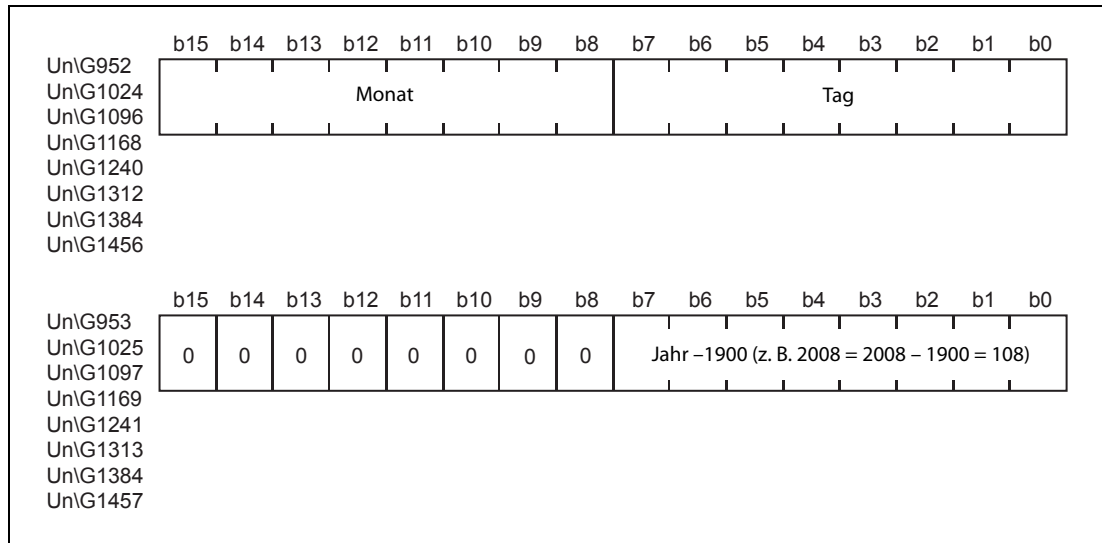 b15 b14 b13 b12 b11 b10 b9 b8 b7 b6 b5 b4 b3 b2 b1 b0
Un\G952
Un\G1024
Monat Tag
Un\G1096
Un\G1168
Un\G1240
Un\G1312
Un\G1384
Un\G1456
b15 b14 b13 b12 b11 b10 b9 b8 b7 b6 b5 b4 b3 b2 b1 b0
Un\G953
Un\G1025
0 0 0 0 0 0 0 0 Jahr –1900 (z. B. 2008 = 2008 – 1900 = 108)
Un\G1097
Un\G1169
Un\G1241
Un\G1313
Un\G1384
Un\G1457